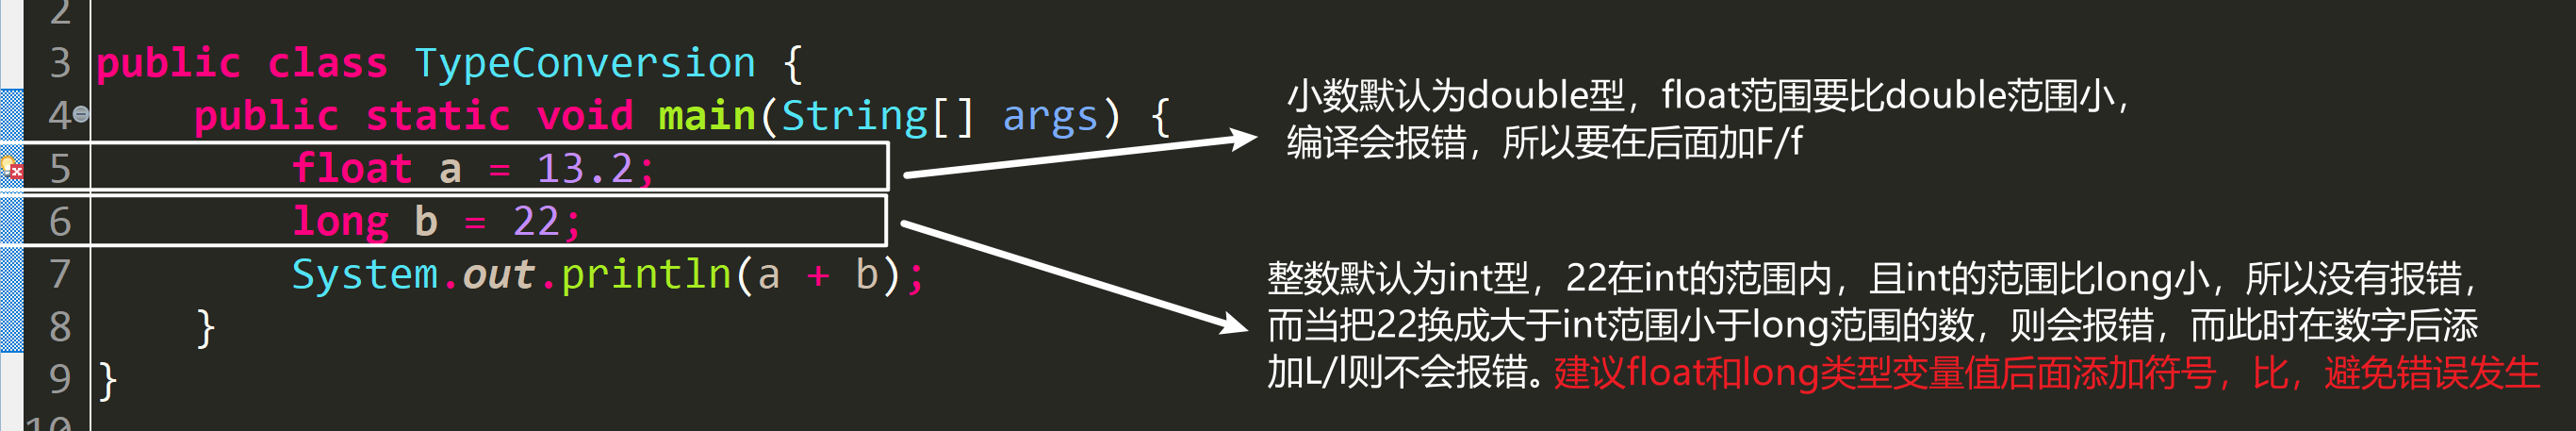 2
3 public class TypeConversion {
4 public static void main(String[] args) {
小数默认为double型，float范围要比double范围小，
编译会报错，所以要在后面加F/f
5 float a = 13.2;
6 long b = 22;
7 System.out.println(a + b);
整数默认为int型，22在int的范围内，且int的范围比long小，所以没有报错，
而当把22换成大于int范围小于long范围的数，则会报错，而此时在数字后添
加L/l则不会报错。建议float和long类型变量值后面添加符号，比，避免错误发生
8 }
9 }
10